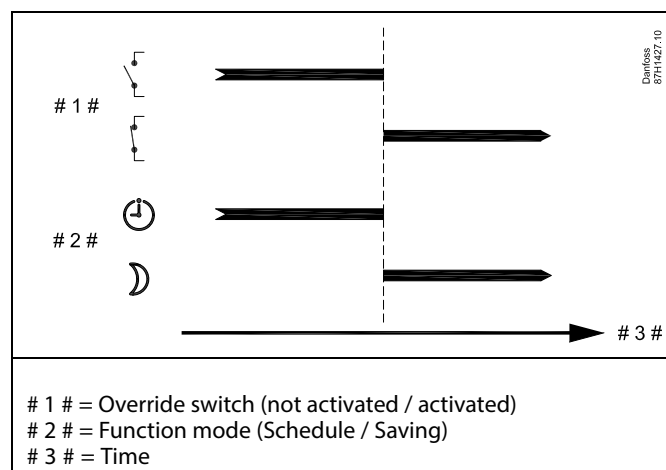 Danfoss
87H1427.10
# 1 #
# 2 #
# 3 #
# 1 # = Override switch (not activated / activated)
# 2 # = Function mode (Schedule / Saving)
# 3 # = Time